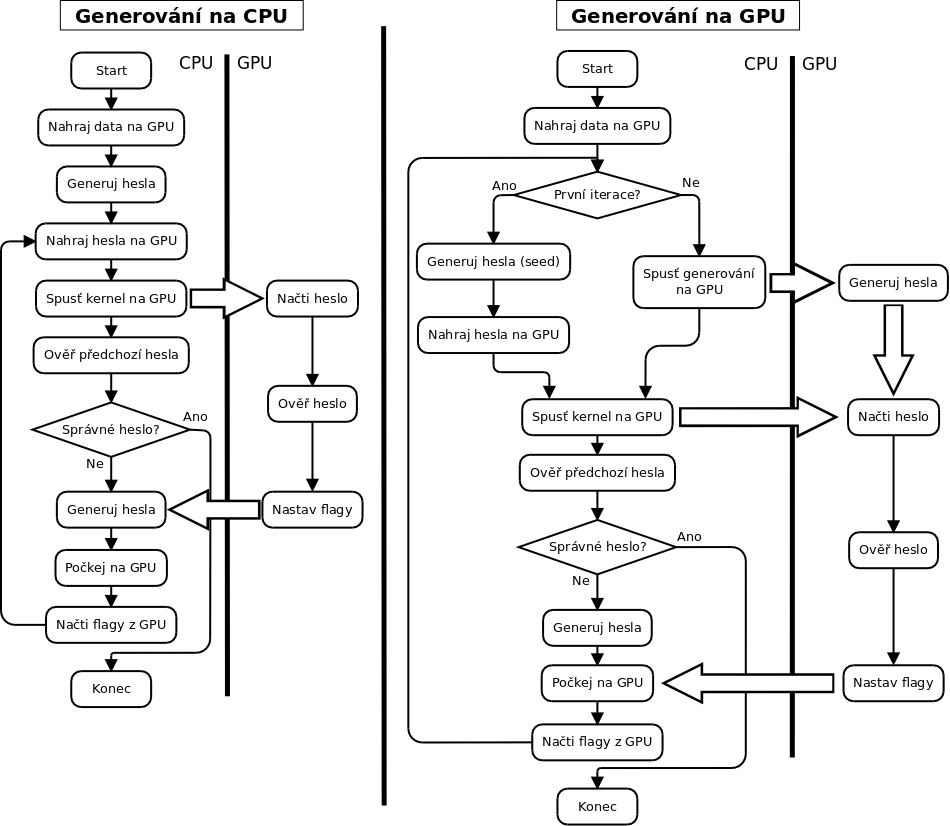 Generování na CPU
CPU
GPU
Start
Nahraj data na GPU
Generuj hesla
Nahraj hesla na GPU
Spusť kernel na GPU
Načti heslo
Ověř předchozí hesla
Ověř heslo
Správné heslo?
Ano
Ne
Generuj hesla
Nastav flagy
Počkej na GPU
Načti flagy z GPU
Konec
Generování na GPU
CPU
GPU
Start
Nahraj data na GPU
První iterace?
Ano
Ne
Generuj hesla (seed)
Spusť generování
na GPU
Generuj hesla
Nahraj hesla na GPU
Spusť kernel na GPU
Načti heslo
Ověř předchozí hesla
Správné heslo?
Ano
Ne
Ověř heslo
Generuj hesla
Počkej na GPU
Nastav flagy
Načti flagy z GPU
Konec